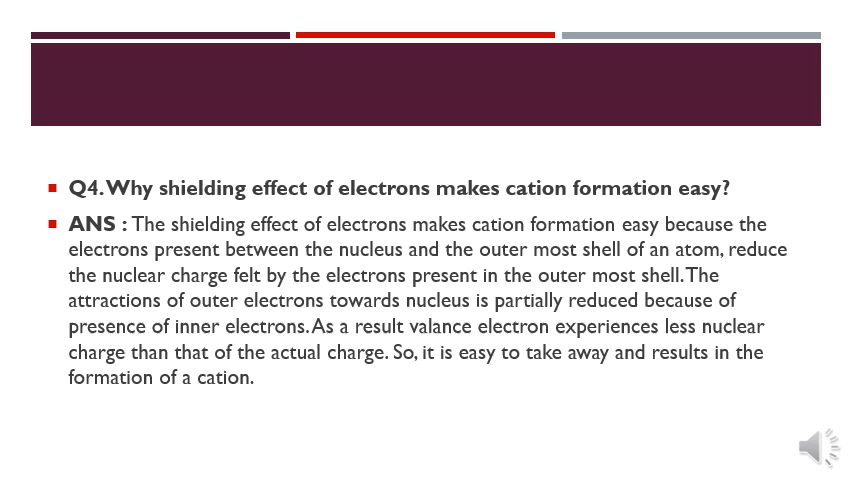 Q4. Why shielding effect of electrons makes cation formation easy?
ANS : The shielding effect of electrons makes cation formation easy because the
electrons present between the nucleus and the outer most shell of an atom, reduce
the nuclear charge felt by the electrons present in the outer most shell. The
attractions of outer electrons towards nucleus is partially reduced because of
presence of inner electrons. As a result valance electron experiences less nuclear
charge than that of the actual charge. So, it is easy to take away and results in the
formation of a cation.